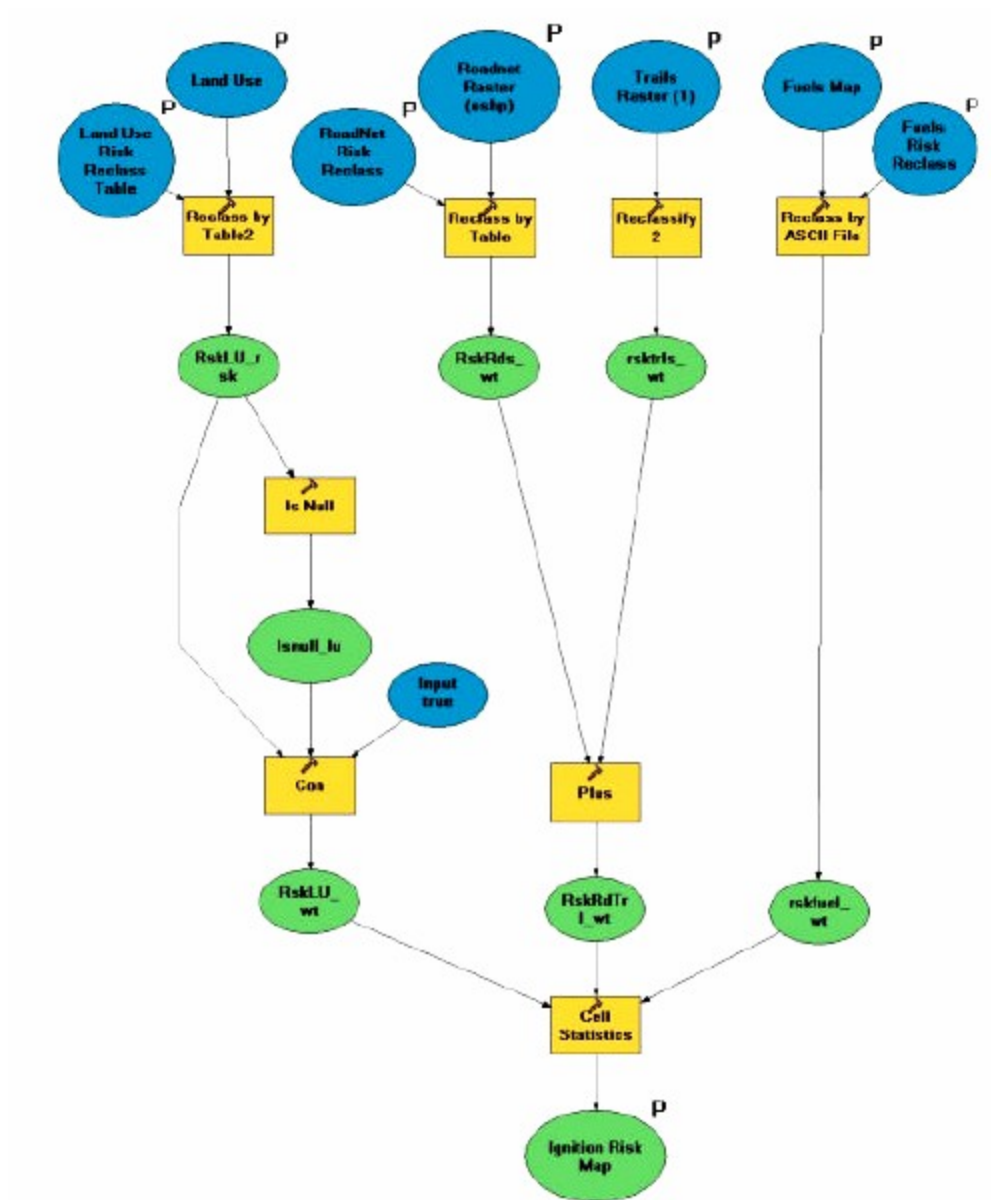 P
Land Use
P
Land Use
Risk
Reclass
Table
P
Roadnet
Raster
P
RoadNet
Risk
Reclass
P
Trails
Raster (1)
P
Fuels Map
P
Fuels
Risk
Reclass
Reclass by
Table2
Reclass by
Table
Reclassify
2
Reclass by
ASCII File
RskLU_r
sk
RskRds_
wt
rsktrls_
wt
Is Null
Isnull_lu
Input
true
Con
Plus
RskLU_
wt
RskRdTr
l_wt
rskfuel_
wt
Cell
Statistics
P
Ignition Risk
Map